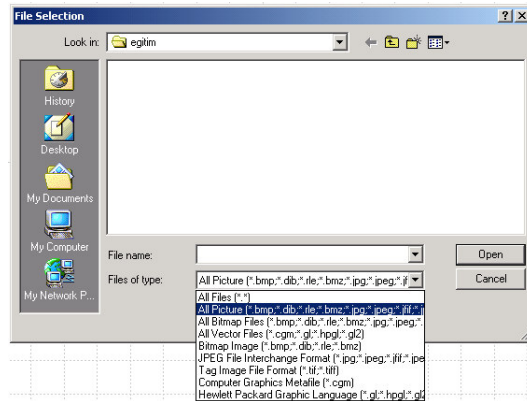 File Selection
Look in:
egitim
History
Desktop
My Documents
My Computer
My Network P...
File name:
Open
Files of type:
All Picture (*.bmp;*.dib;*.rle;*.bmz;*.jpg;*.jpeg;*.jf
Cancel
All Files (*.*)
All Picture (*.bmp;*.dib;*.rle;*.bmz;*.jpg;*.jpeg;*.jfif;*.j
All Bitmap Files (*.bmp;*.dib;*.rle;*.bmz;*.jpg;*.jpeg;*.
All Vector Files (*.cgm;*.gl;*.hpgl;*.gl2)
Bitmap Image (*.bmp;*.dib;*.rle;*.bmz)
JPEG File Interchange Format (*.jpg;*.jpeg;*.jfif;*.jpe
Tag Image File Format (*.tif;*.tiff)
Computer Graphics Metafile (*.cgm)
Hewlett Packard Graphic Language (*.gl;*.hpgl;*.gl2